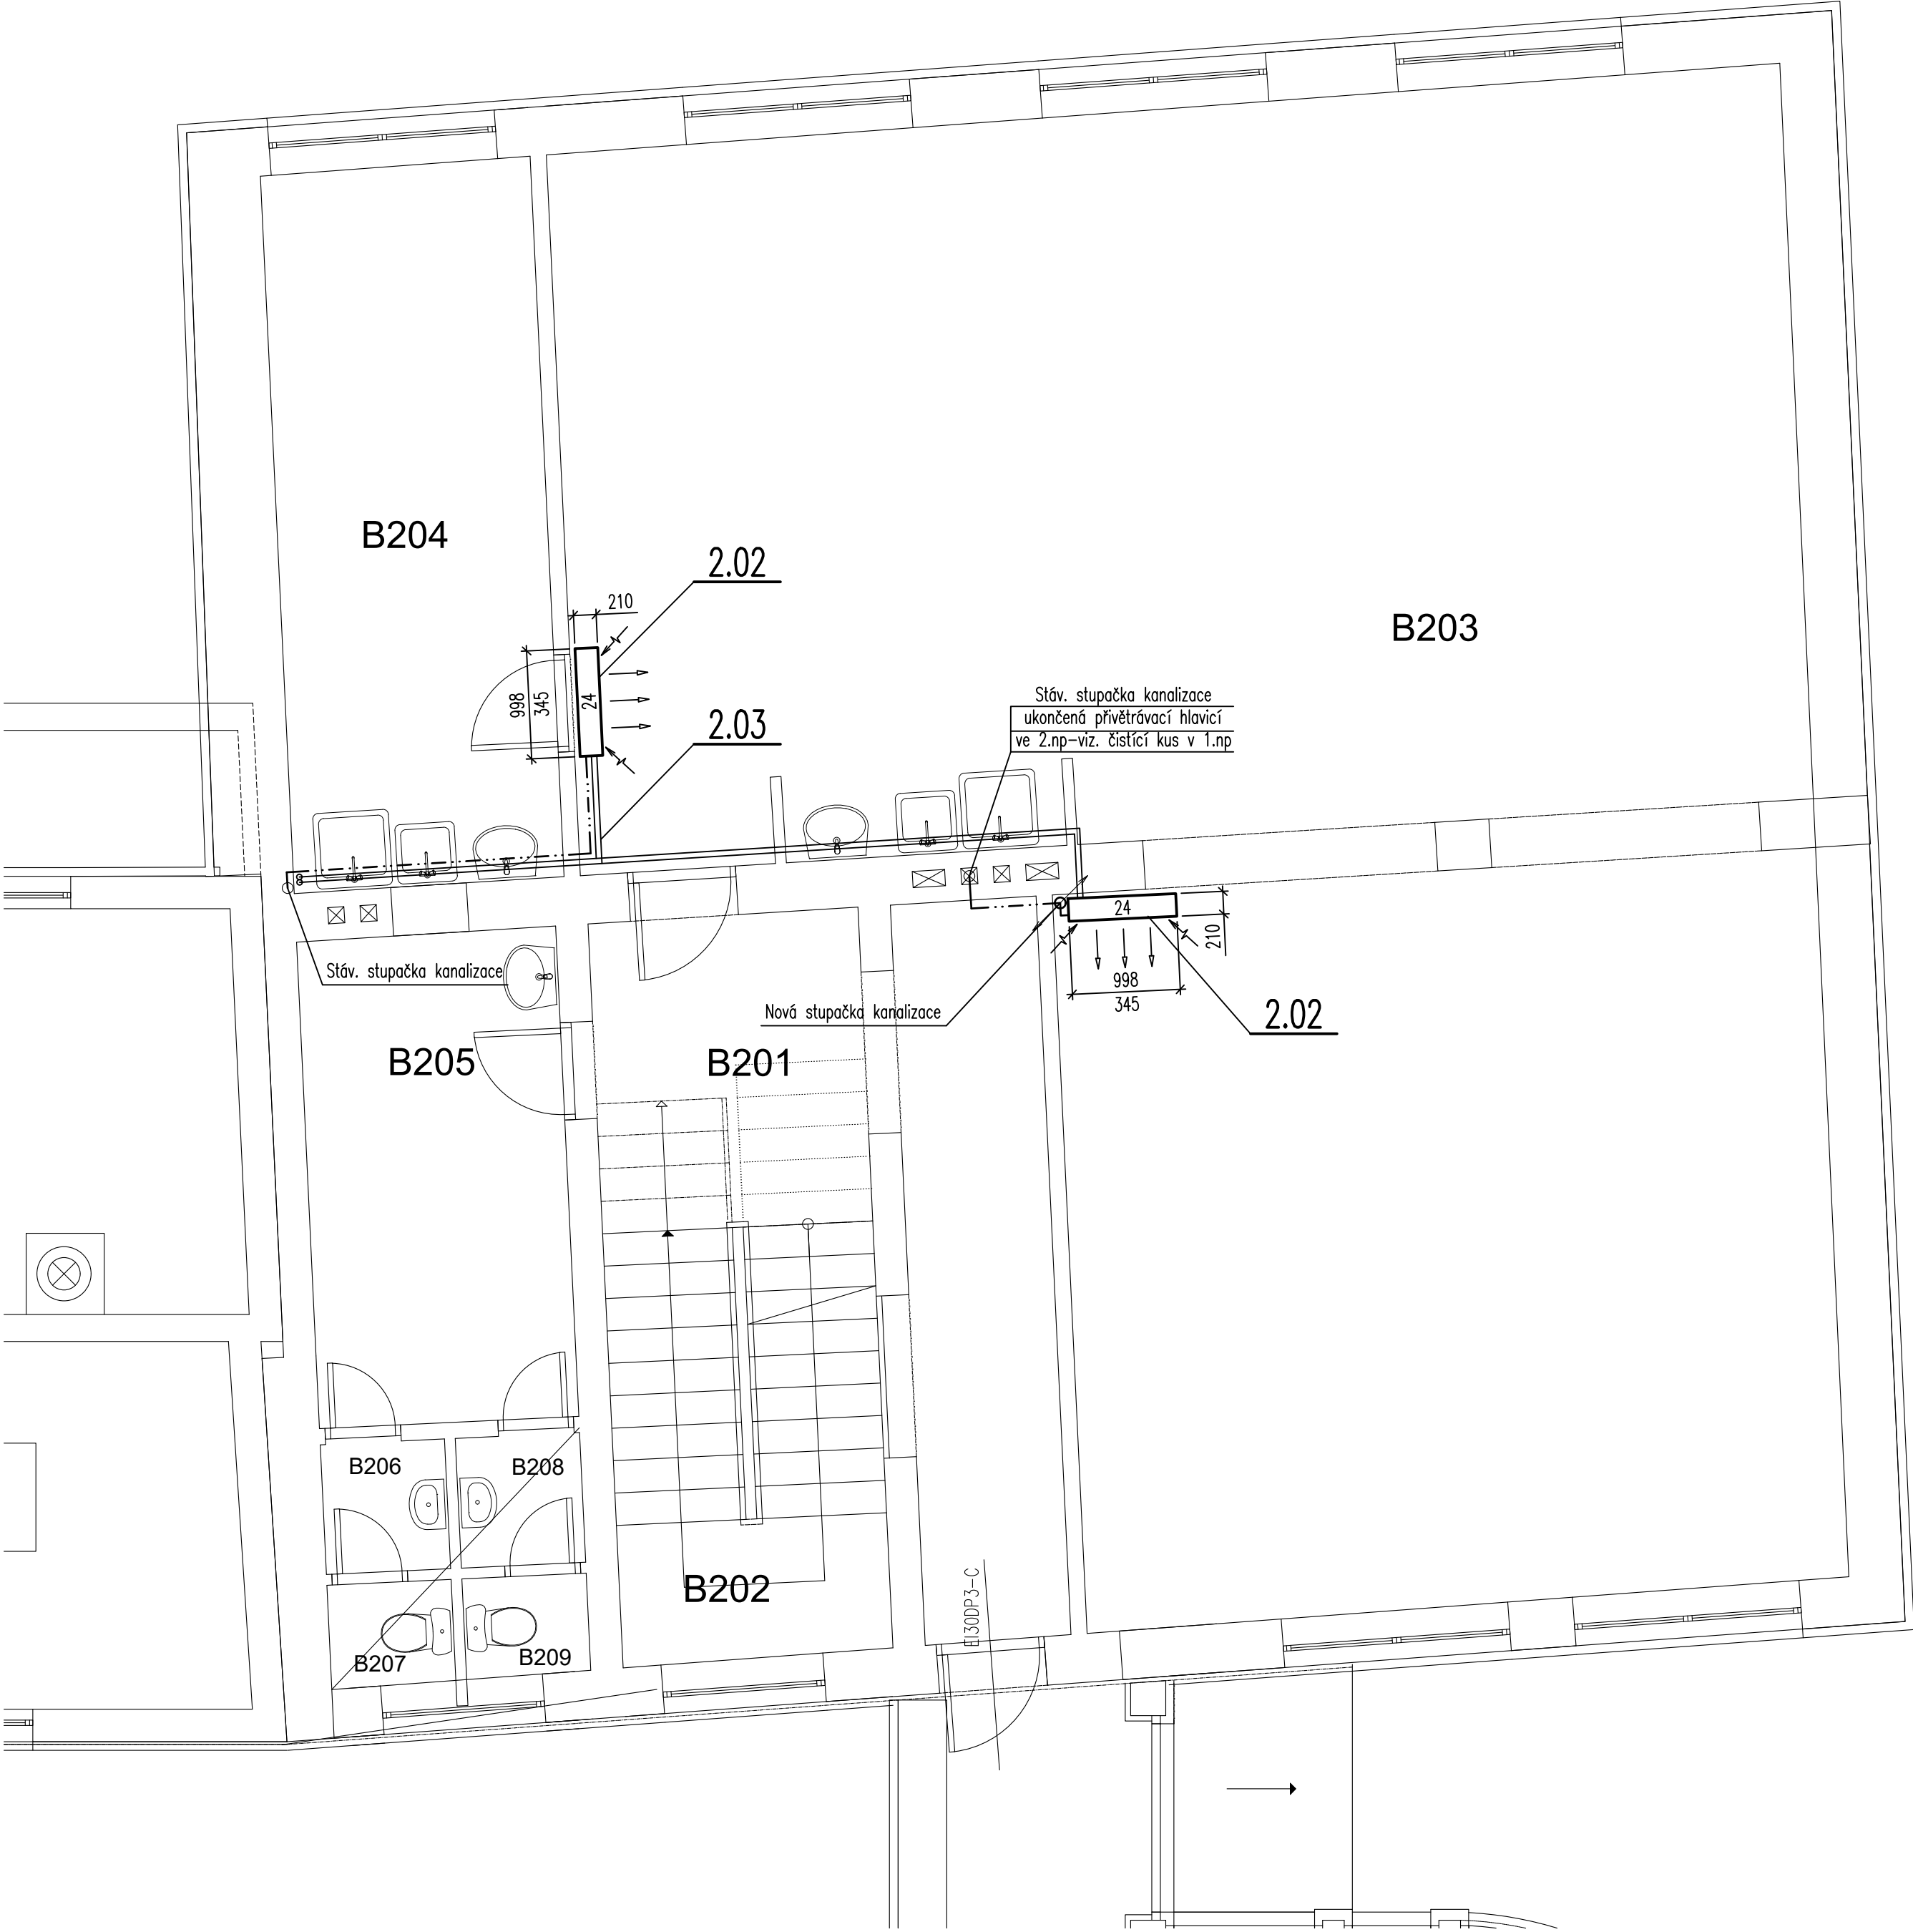 B204
2.02
210
B203
998
345
24
Stáv. stupačka kanalizace
ukončená přivětrávací hlavicí
ve 2.np-viz. čistící kus v 1.np
2.03
24
210
Stáv. stupačka kanalizace
998
345
Nová stupačka kanalizace
2.02
B205
B201
B206
B208
B202
EI30DP3-C
B207
B209